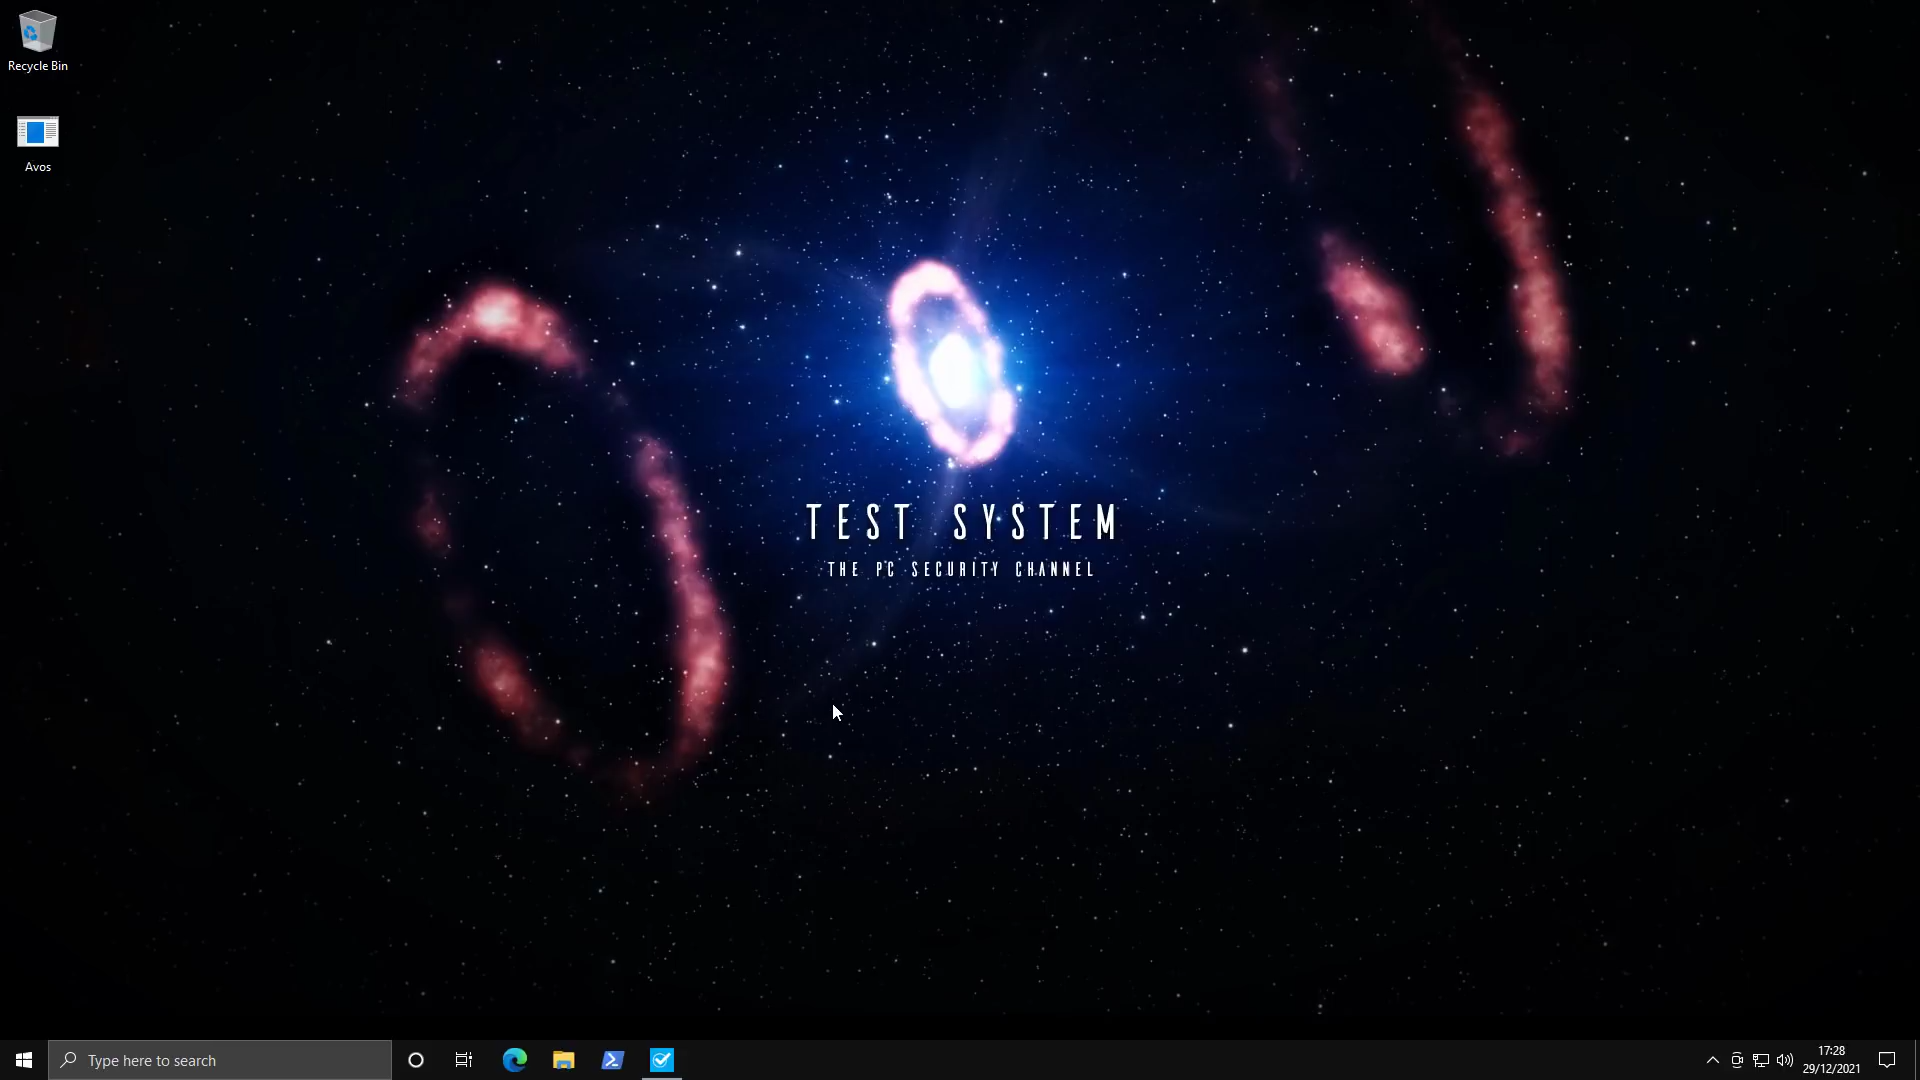 Recycle Bin
Avos
TEST SYSTEM
THE PC SECURITY CHANNEL
Type here to search
17:28
29/12/2021